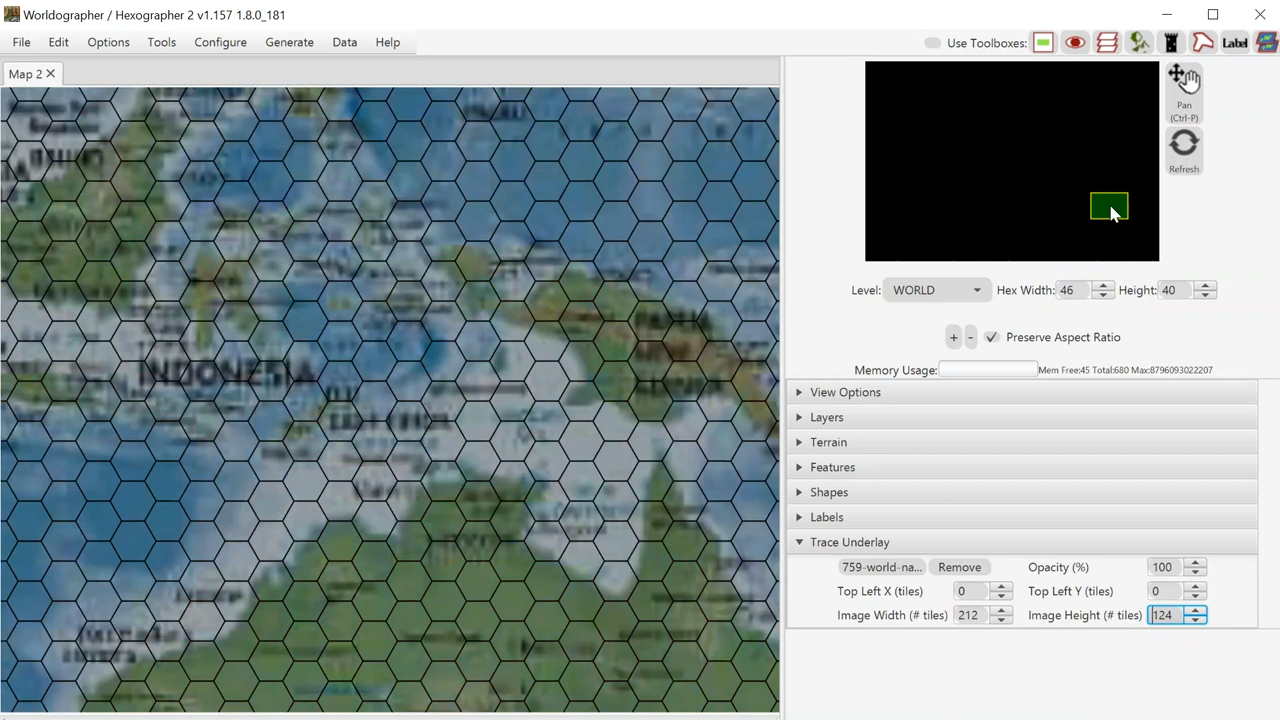 Worldographer / Hexographer 2 v1.157 1.8.0_181
File Edit Options Tools Configure Generate Data Help
Use Toolboxes: Label
Map 2
Pan
(Ctrl-P)
Refresh
Level: WORLD Hex Width: 46 Height: 40
+ - Preserve Aspect Ratio
Memory Usage: Mem Free:45 Total:680 Max:8796093022207
View Options
Layers
Terrain
Features
Shapes
Labels
Trace Underlay
759-world-na... Remove Opacity (%) 100
Top Left X (tiles) 0 Top Left Y (tiles) 0
Image Width (# tiles) 212 Image Height (# tiles) 124
INDONESIA